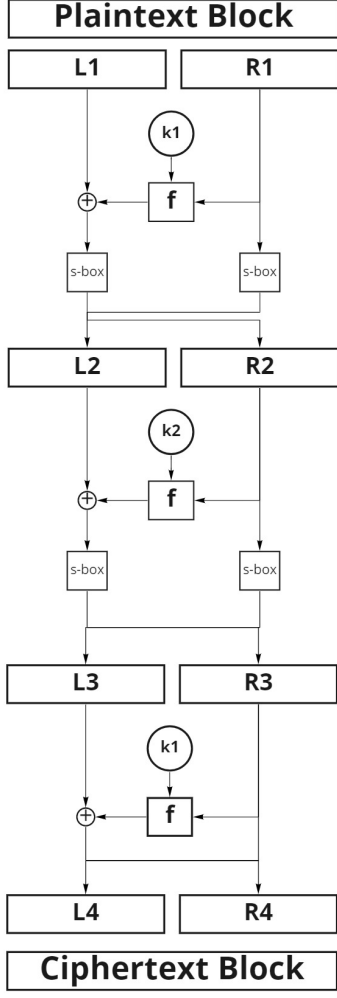 Plaintext Block
L1 R1
k1
f
+
s-box s-box
L2 R2
k2
f
+
s-box s-box
L3 R3
k1
f
+
L4 R4
Ciphertext Block